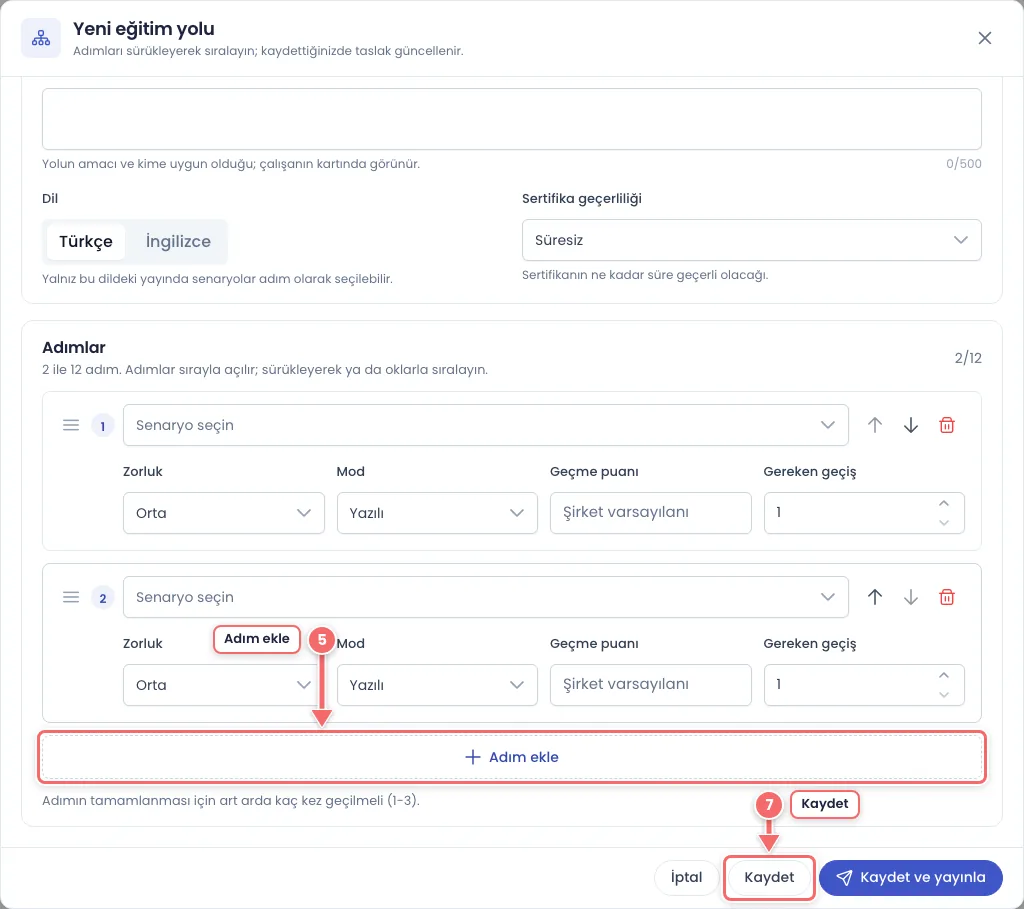 Yeni eğitim yolu
Adımları sürükleyerek sıralayın; kaydettiğinizde taslak güncellenir.
Yolun amacı ve kime uygun olduğu; çalışanın kartında görünür.
0/500
Dil
Sertifika geçerliliği
Türkçe İngilizce
Süresiz
Yalnız bu dildeki yayında senaryolar adım olarak seçilebilir.
Sertifikanın ne kadar süre geçerli olacağı.
Adımlar
2 ile 12 adım. Adımlar sırayla açılır; sürükleyerek ya da oklarla sıralayın.
2/12
1 Senaryo seçin
Zorluk Mod Geçme puanı Gereken geçiş
Orta Yazılı Şirket varsayılanı 1
2 Senaryo seçin
Adım ekle 5
Zorluk Mod Geçme puanı Gereken geçiş
Orta Yazılı Şirket varsayılanı 1
+ Adım ekle
Adımın tamamlanması için art arda kaç kez geçilmeli (1-3).
7 Kaydet
İptal Kaydet Kaydet ve yayınla